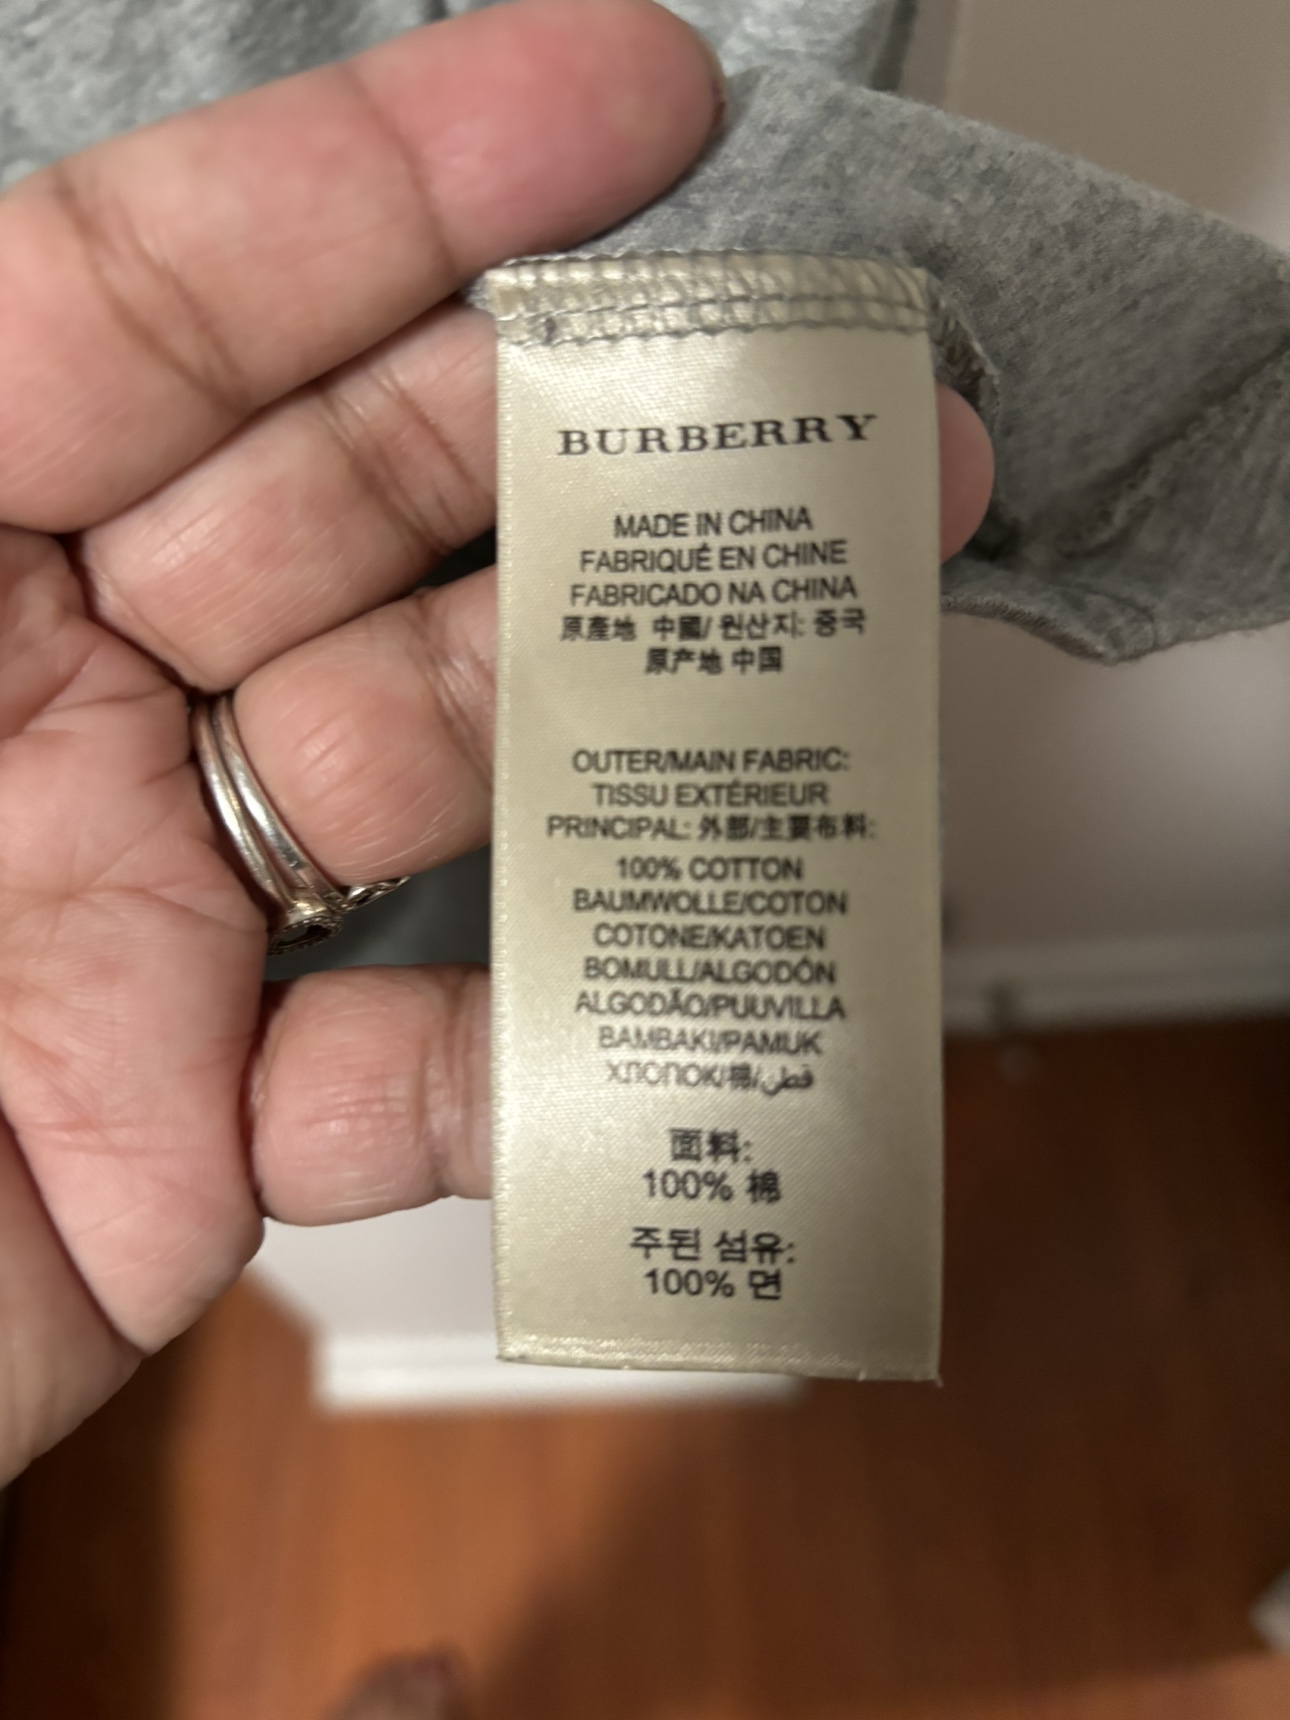 BURBERRY
MADE IN CHINA
FABRIQUÉ EN CHINE
FABRICADO NA CHINA
原產地 中國/ 원산지: 중국
原产地 中国
OUTER/MAIN FABRIC:
TISSU EXTÉRIEUR
PRINCIPAL: 外部/主要布料:
100% COTTON
BAUMWOLLE/COTON
COTONE/KATOEN
BOMULL/ALGODÓN
ALGODÃO/PUUVILLA
BAMBAKI/PAMUK
ХЛОПОК/棉/قطن
面料:
100% 棉
주된 섬유:
100% 면